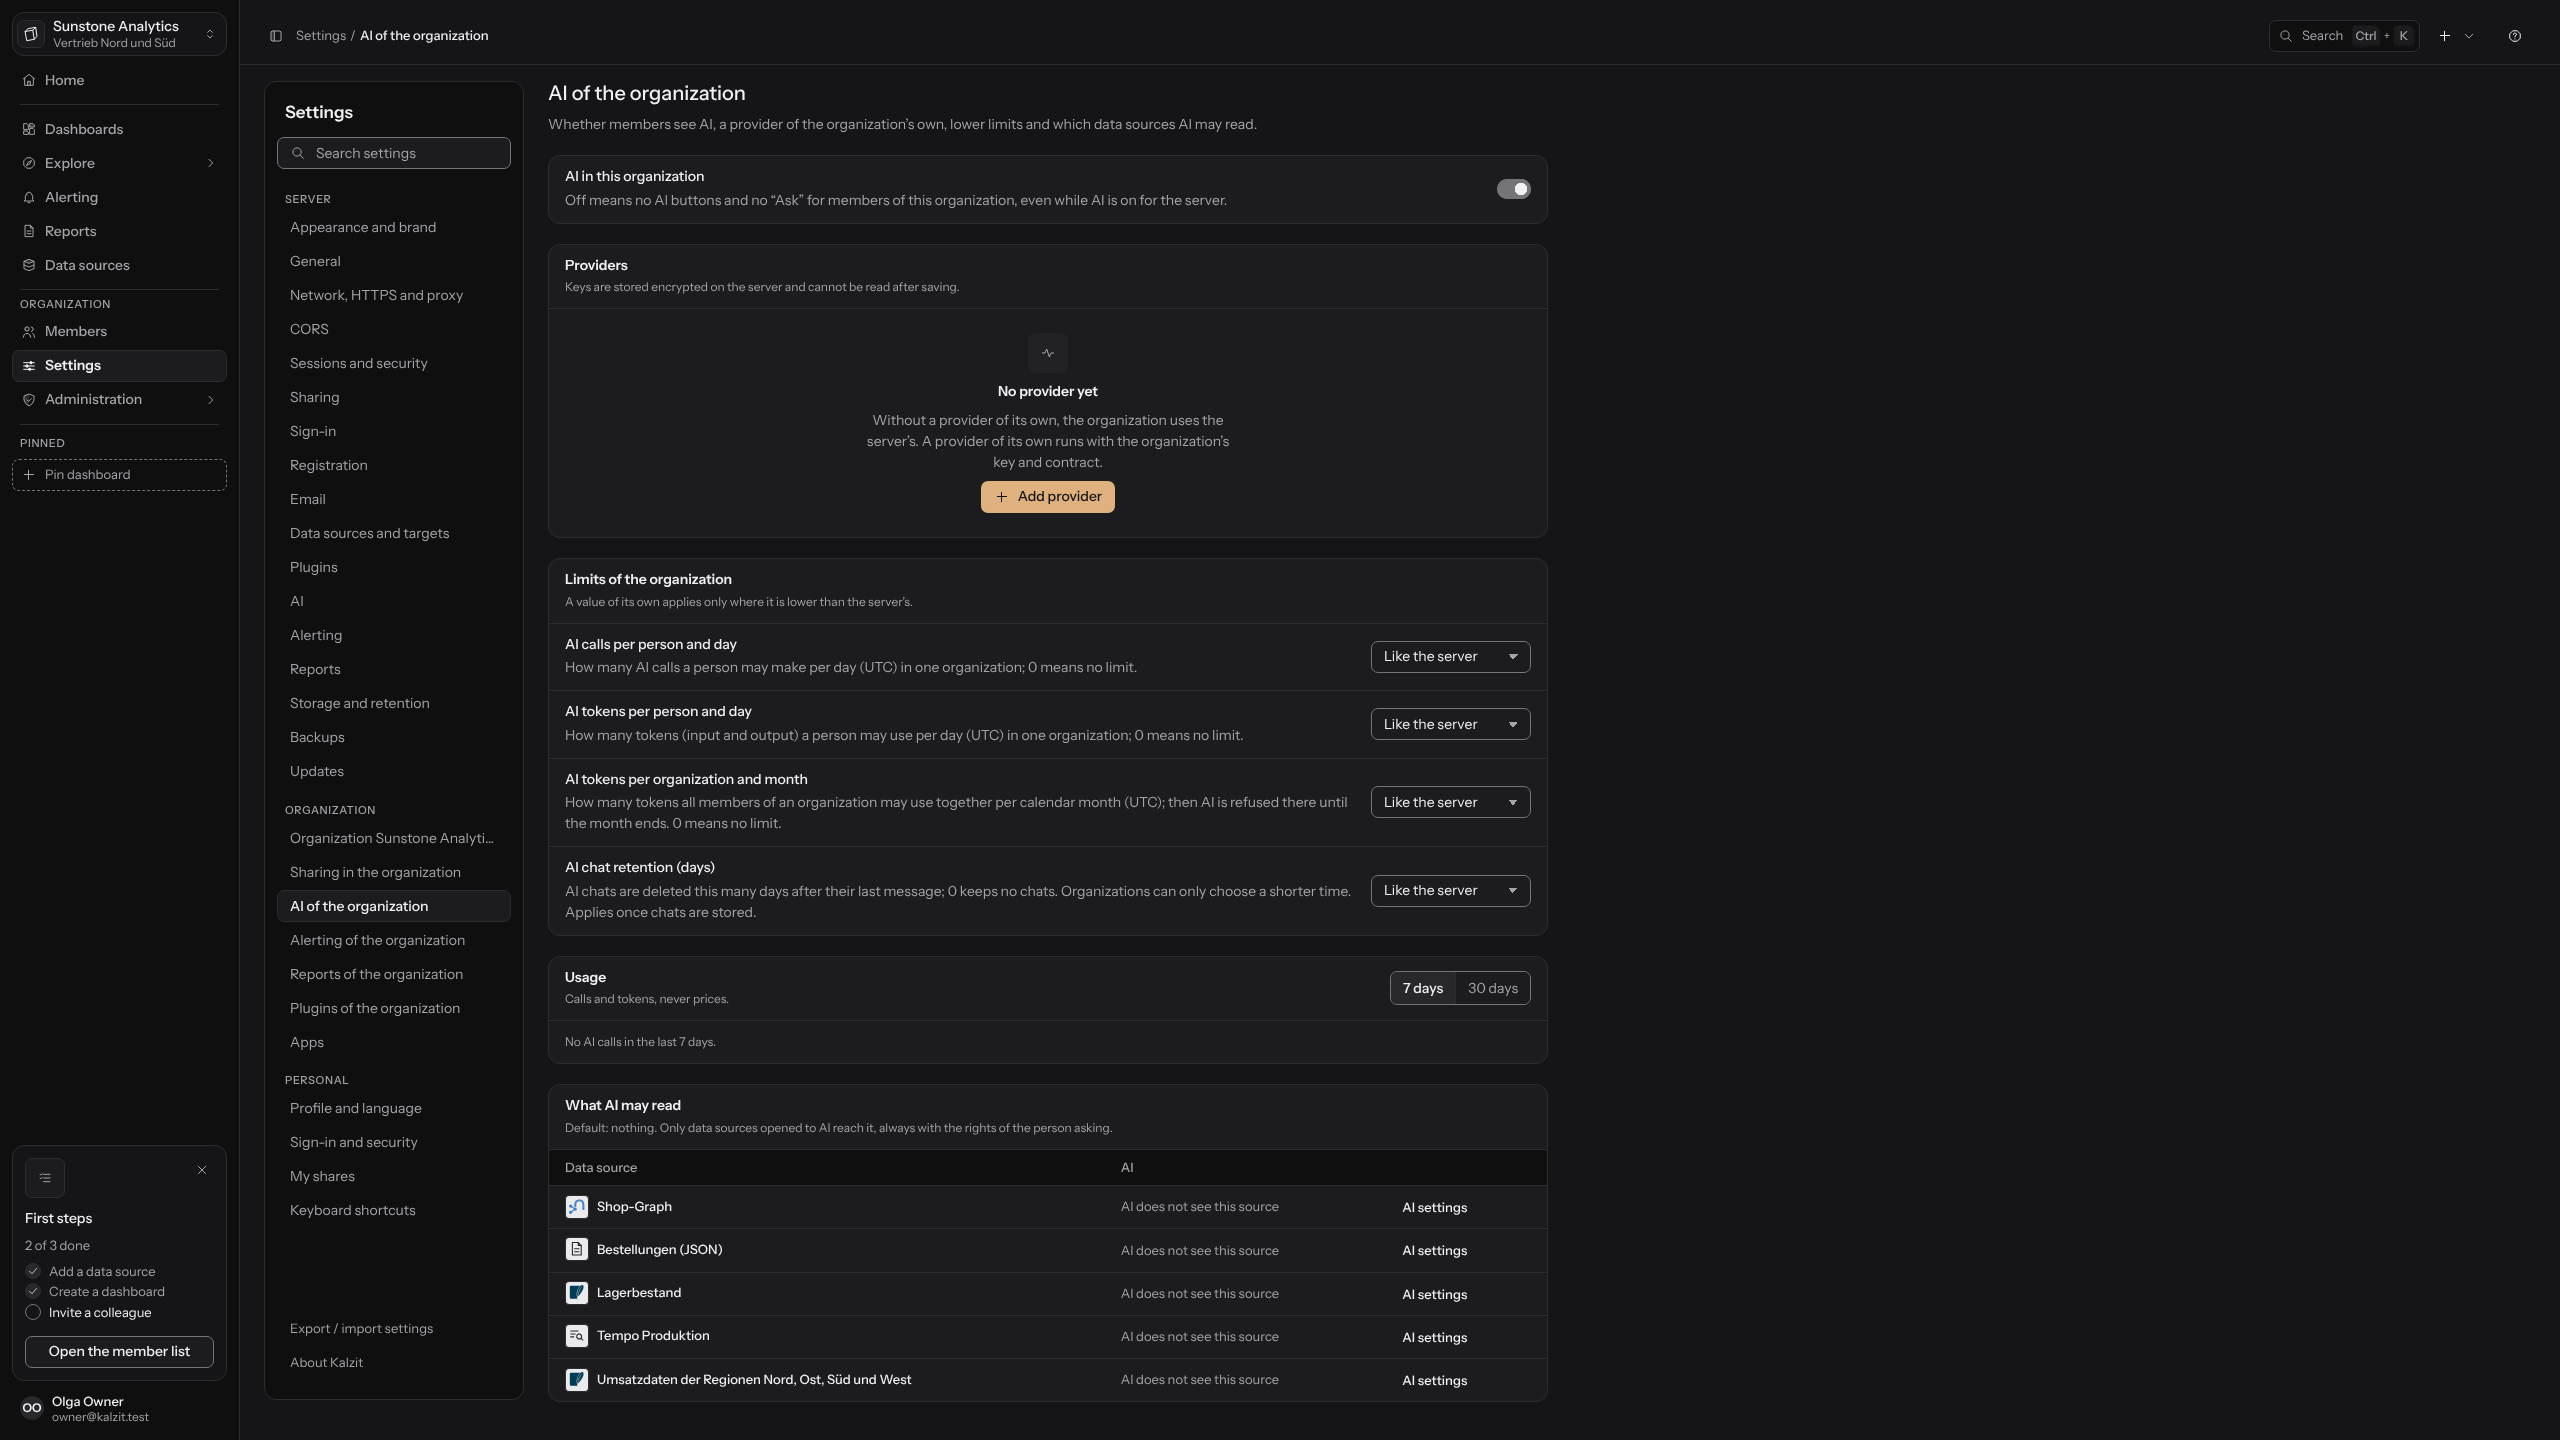 Sunstone Analytics
Vertrieb Nord und Süd
Home
Dashboards
Explore
Alerting
Reports
Data sources
ORGANIZATION
Members
Settings
Administration
PINNED
Pin dashboard
First steps
2 of 3 done
Add a data source
Create a dashboard
Invite a colleague
Open the member list
OO
Olga Owner
owner@kalzit.test
Settings / AI of the organization
Search Ctrl + K
Settings
Search settings
SERVER
Appearance and brand
General
Network, HTTPS and proxy
CORS
Sessions and security
Sharing
Sign-in
Registration
Email
Data sources and targets
Plugins
AI
Alerting
Reports
Storage and retention
Backups
Updates
ORGANIZATION
Organization Sunstone Analyti...
Sharing in the organization
AI of the organization
Alerting of the organization
Reports of the organization
Plugins of the organization
Apps
PERSONAL
Profile and language
Sign-in and security
My shares
Keyboard shortcuts
Export / import settings
About Kalzit
AI of the organization
Whether members see AI, a provider of the organization's own, lower limits and which data sources AI may read.
AI in this organization
Off means no AI buttons and no “Ask” for members of this organization, even while AI is on for the server.
Providers
Keys are stored encrypted on the server and cannot be read after saving.
No provider yet
Without a provider of its own, the organization uses the
server's. A provider of its own runs with the organization's
key and contract.
Add provider
Limits of the organization
A value of its own applies only where it is lower than the server's.
AI calls per person and day
How many AI calls a person may make per day (UTC) in one organization; 0 means no limit.
Like the server
AI tokens per person and day
How many tokens (input and output) a person may use per day (UTC) in one organization; 0 means no limit.
Like the server
AI tokens per organization and month
How many tokens all members of an organization may use together per calendar month (UTC); then AI is refused there until
the month ends. 0 means no limit.
Like the server
AI chat retention (days)
AI chats are deleted this many days after their last message; 0 keeps no chats. Organizations can only choose a shorter time.
Applies once chats are stored.
Like the server
Usage
Calls and tokens, never prices.
7 days 30 days
No AI calls in the last 7 days.
What AI may read
Default: nothing. Only data sources opened to AI reach it, always with the rights of the person asking.
Data source AI
Shop-Graph AI does not see this source AI settings
Bestellungen (JSON) AI does not see this source AI settings
Lagerbestand AI does not see this source AI settings
Tempo Produktion AI does not see this source AI settings
Umsatzdaten der Regionen Nord, Ost, Süd und West AI does not see this source AI settings